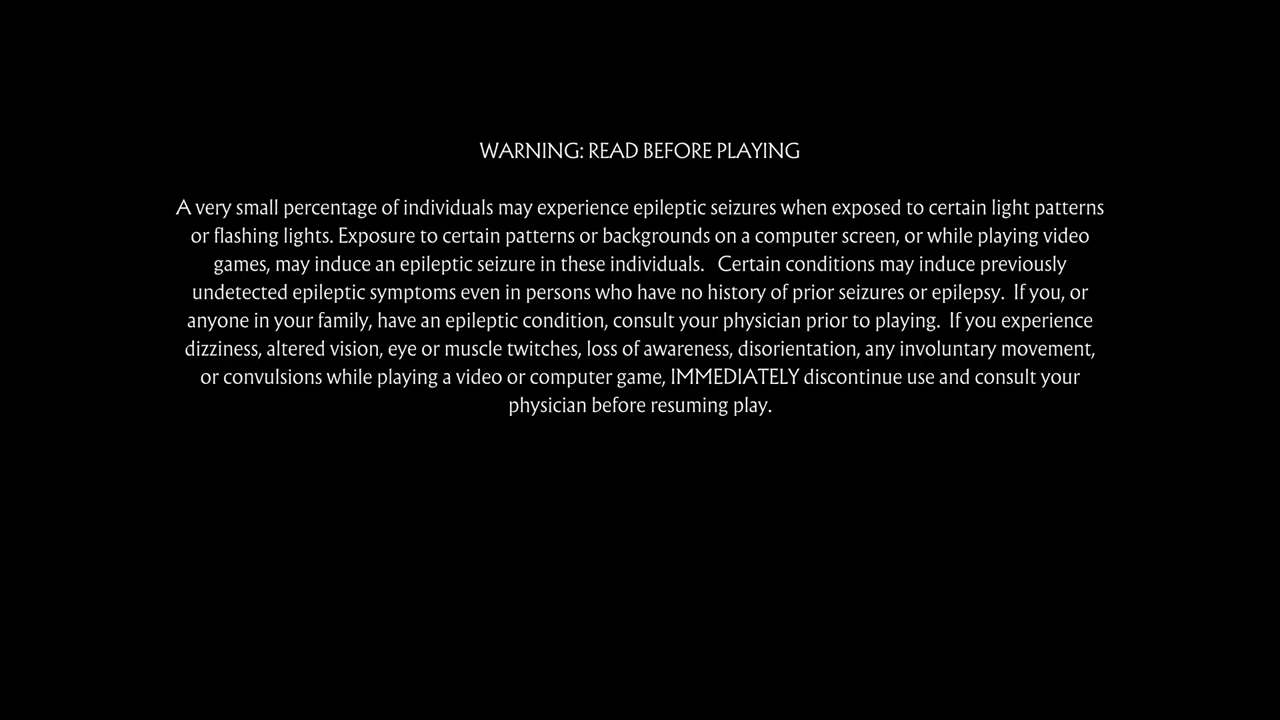 WARNING: READ BEFORE PLAYING
A very small percentage of individuals may experience epileptic seizures when exposed to certain light patterns
or flashing lights. Exposure to certain patterns or backgrounds on a computer screen, or while playing video
games, may induce an epileptic seizure in these individuals.   Certain conditions may induce previously
undetected epileptic symptoms even in persons who have no history of prior seizures or epilepsy.  If you, or
anyone in your family, have an epileptic condition, consult your physician prior to playing.  If you experience
dizziness, altered vision, eye or muscle twitches, loss of awareness, disorientation, any involuntary movement,
or convulsions while playing a video or computer game, IMMEDIATELY discontinue use and consult your
physician before resuming play.